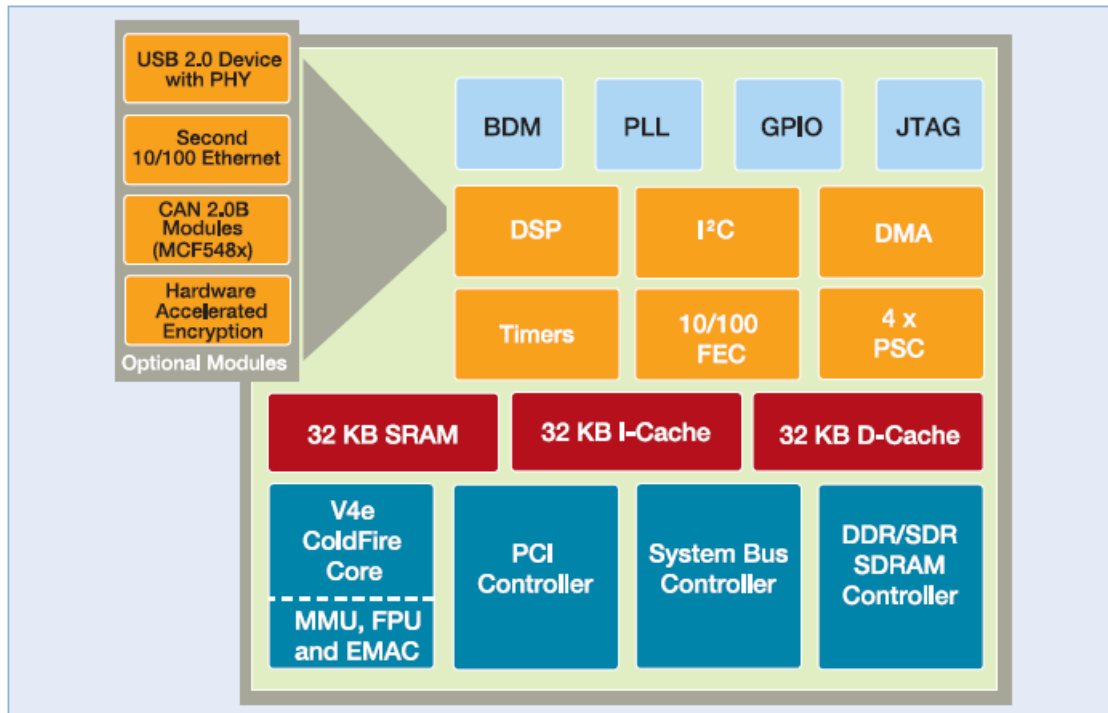 USB 2.0 Device
with PHY
Second
10/100 Ethernet
CAN 2.0B
Modules
(MCF548x)
Hardware
Accelerated
Encryption
Optional Modules
BDM
PLL
GPIO
JTAG
DSP
I²C
DMA
Timers
10/100
FEC
4 x
PSC
32 KB SRAM
32 KB I-Cache
32 KB D-Cache
V4e
ColdFire
Core
MMU, FPU
and EMAC
PCI
Controller
System Bus
Controller
DDR/SDR
SDRAM
Controller